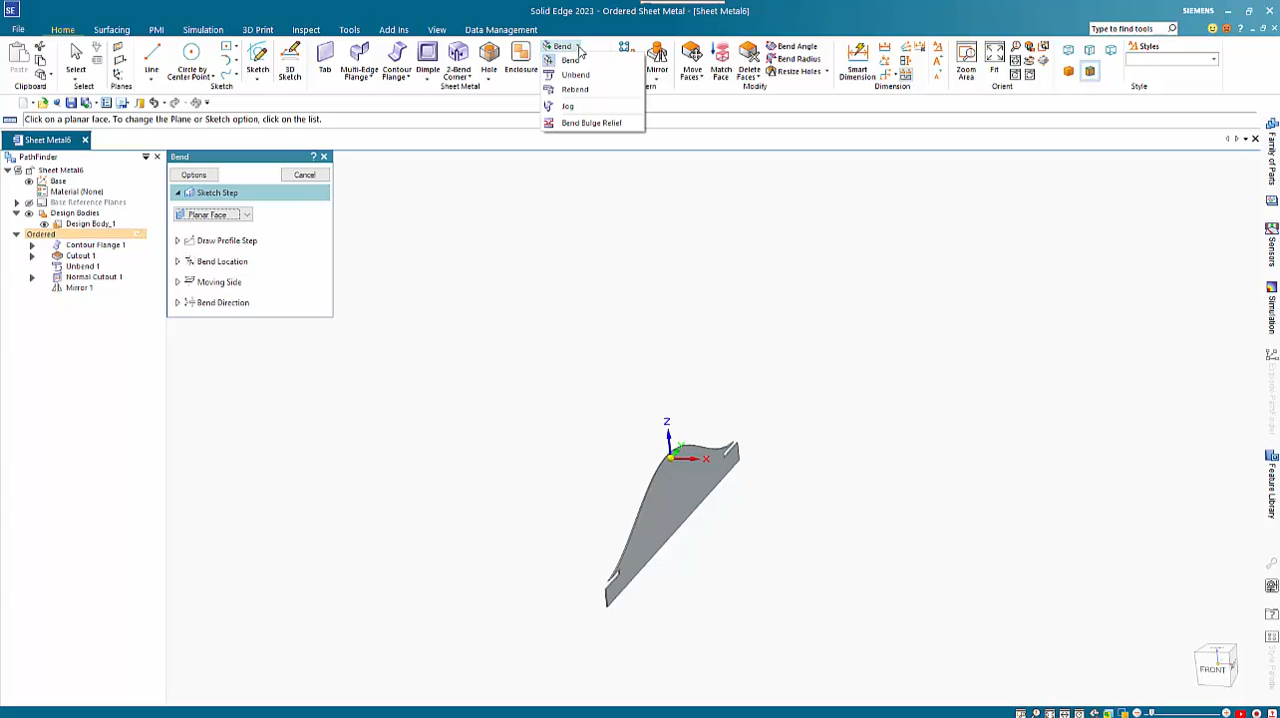 SE
Solid Edge 2023 - Ordered Sheet Metal - [Sheet Metal6]
SIEMENS
File
Home
Surfacing
PMI
Simulation
3D Print
Inspect
Tools
Add Ins
View
Data Management
Type to find tools
Paste
Clipboard
Select
Select
Planes
Line
Circle by
Center Point
Sketch
Sketch
3D
Sketch
Tab
Multi-Edge
Flange
Contour
Flange
Dimple
2-Bend
Corner
Hole
Enclosure
Sheet Metal
Bend
Bend
Unbend
Rebend
Jog
Bend Bulge Relief
Mirror
Move
Faces
Match
Face
Delete
Faces
Bend Angle
Bend Radius
Resize Holes
Modify
Smart
Dimension
Dimension
Zoom
Area
Fit
Orient
Styles
Style
Click on a planar face. To change the Plane or Sketch option, click on the list.
Sheet Metal6
PathFinder
Sheet Metal6
Base
Material (None)
Base Reference Planes
Design Bodies
Design Body_1
Ordered
Contour Flange 1
Cutout 1
Unbend 1
Normal Cutout 1
Mirror 1
Bend
Options
Cancel
Sketch Step
Planar Face
Draw Profile Step
Bend Location
Moving Side
Bend Direction
Z
Y
X
FRONT
Family of Parts
Sensors
Simulation
Explode PathFinder
Feature Library
Style Palette